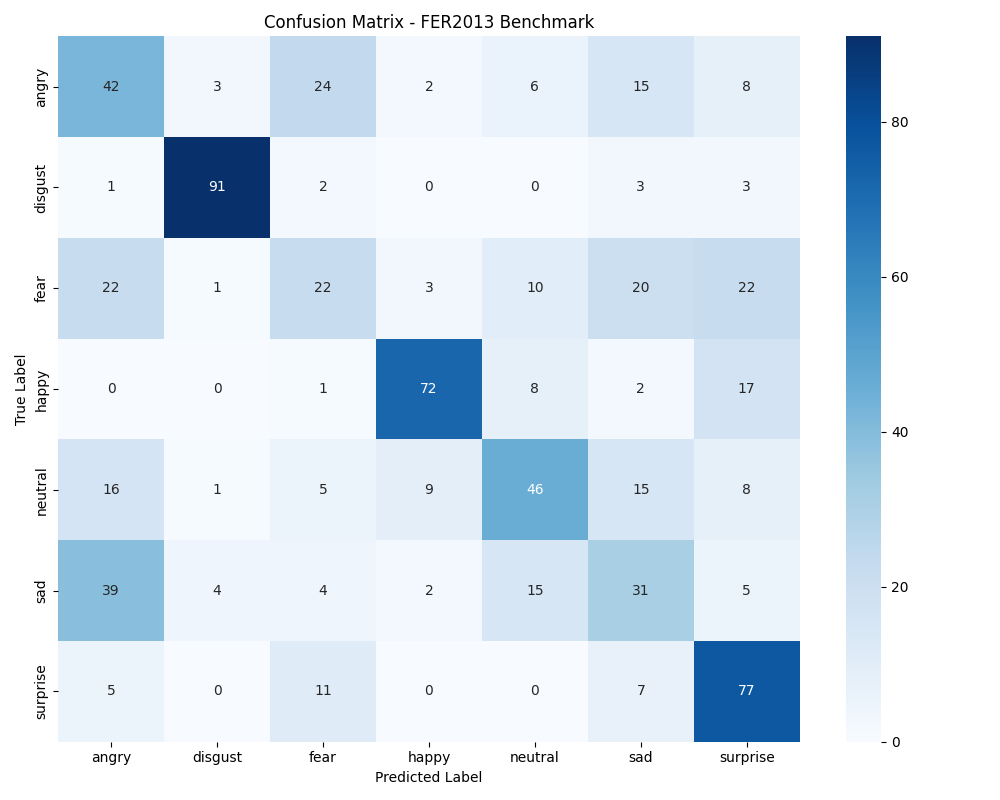 Confusion Matrix - FER2013 Benchmark
True Label
angry 42 3 24 2 6 15 8
disgust 1 91 2 0 0 3 3
fear 22 1 22 3 10 20 22
happy 0 0 1 72 8 2 17
neutral 16 1 5 9 46 15 8
sad 39 4 4 2 15 31 5
surprise 5 0 11 0 0 7 77
angry disgust fear happy neutral sad surprise
Predicted Label
80
60
40
20
0